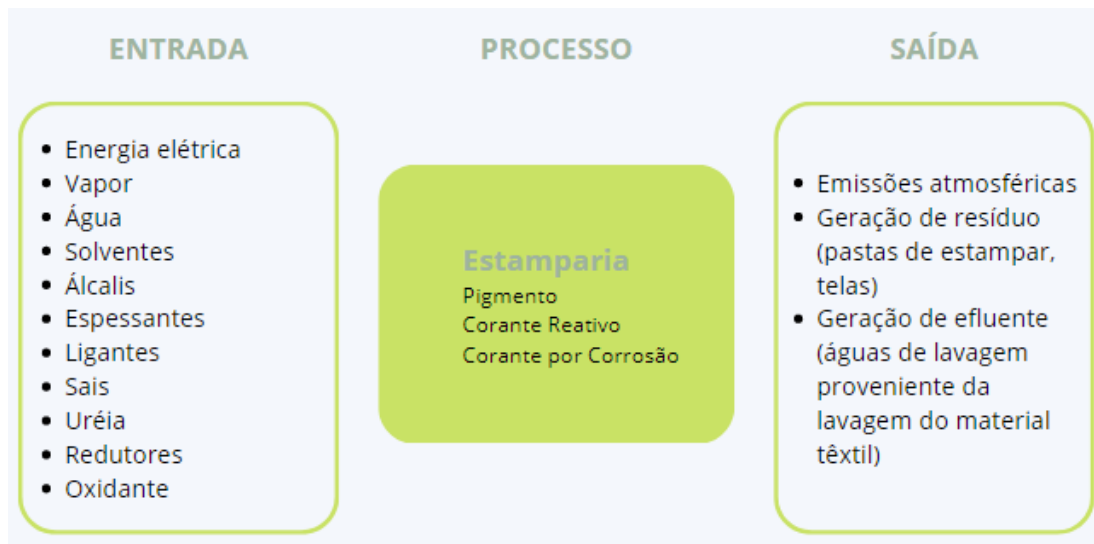 ENTRADA
PROCESSO
SAÍDA
• Energia elétrica
• Vapor
• Água
• Solventes
• Álcalis
• Espessantes
• Ligantes
• Sais
• Uréia
• Redutores
• Oxidante
Estamparia
Pigmento
Corante Reativo
Corante por Corrosão
• Emissões atmosféricas
• Geração de resíduo
(pastas de estampar,
telas)
• Geração de efluente
(águas de lavagem
proveniente da
lavagem do material
têxtil)